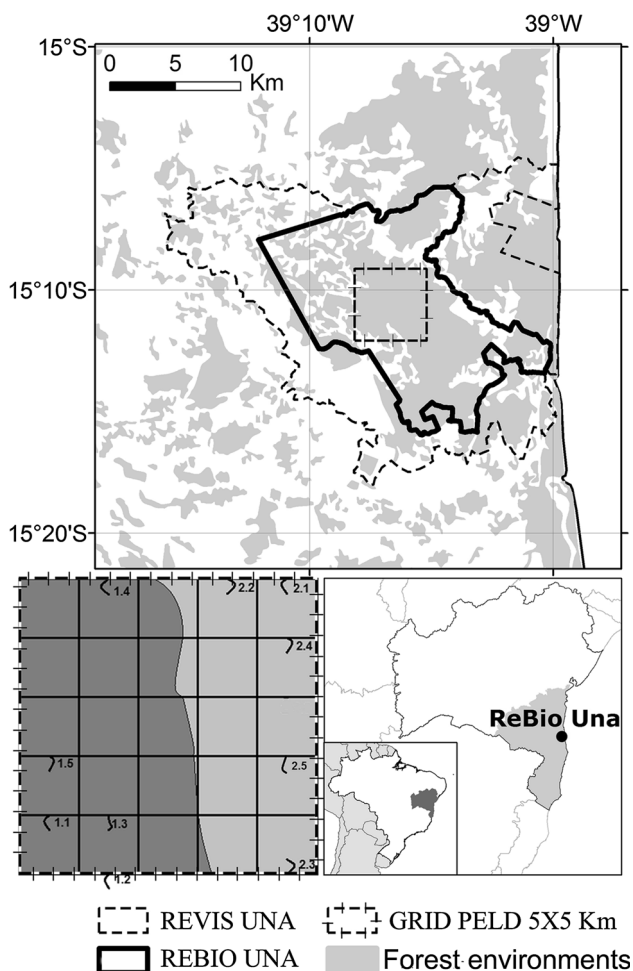 39°10'W 39°W
15°S
0 5 10
Km
15°10'S
15°20'S
1.4 2.2 2.1
2.4
1.5 2.5
1.1 1.3
2.3
1.2
ReBio Una
REVIS UNA GRID PELD 5X5 Km
REBIO UNA Forest environments